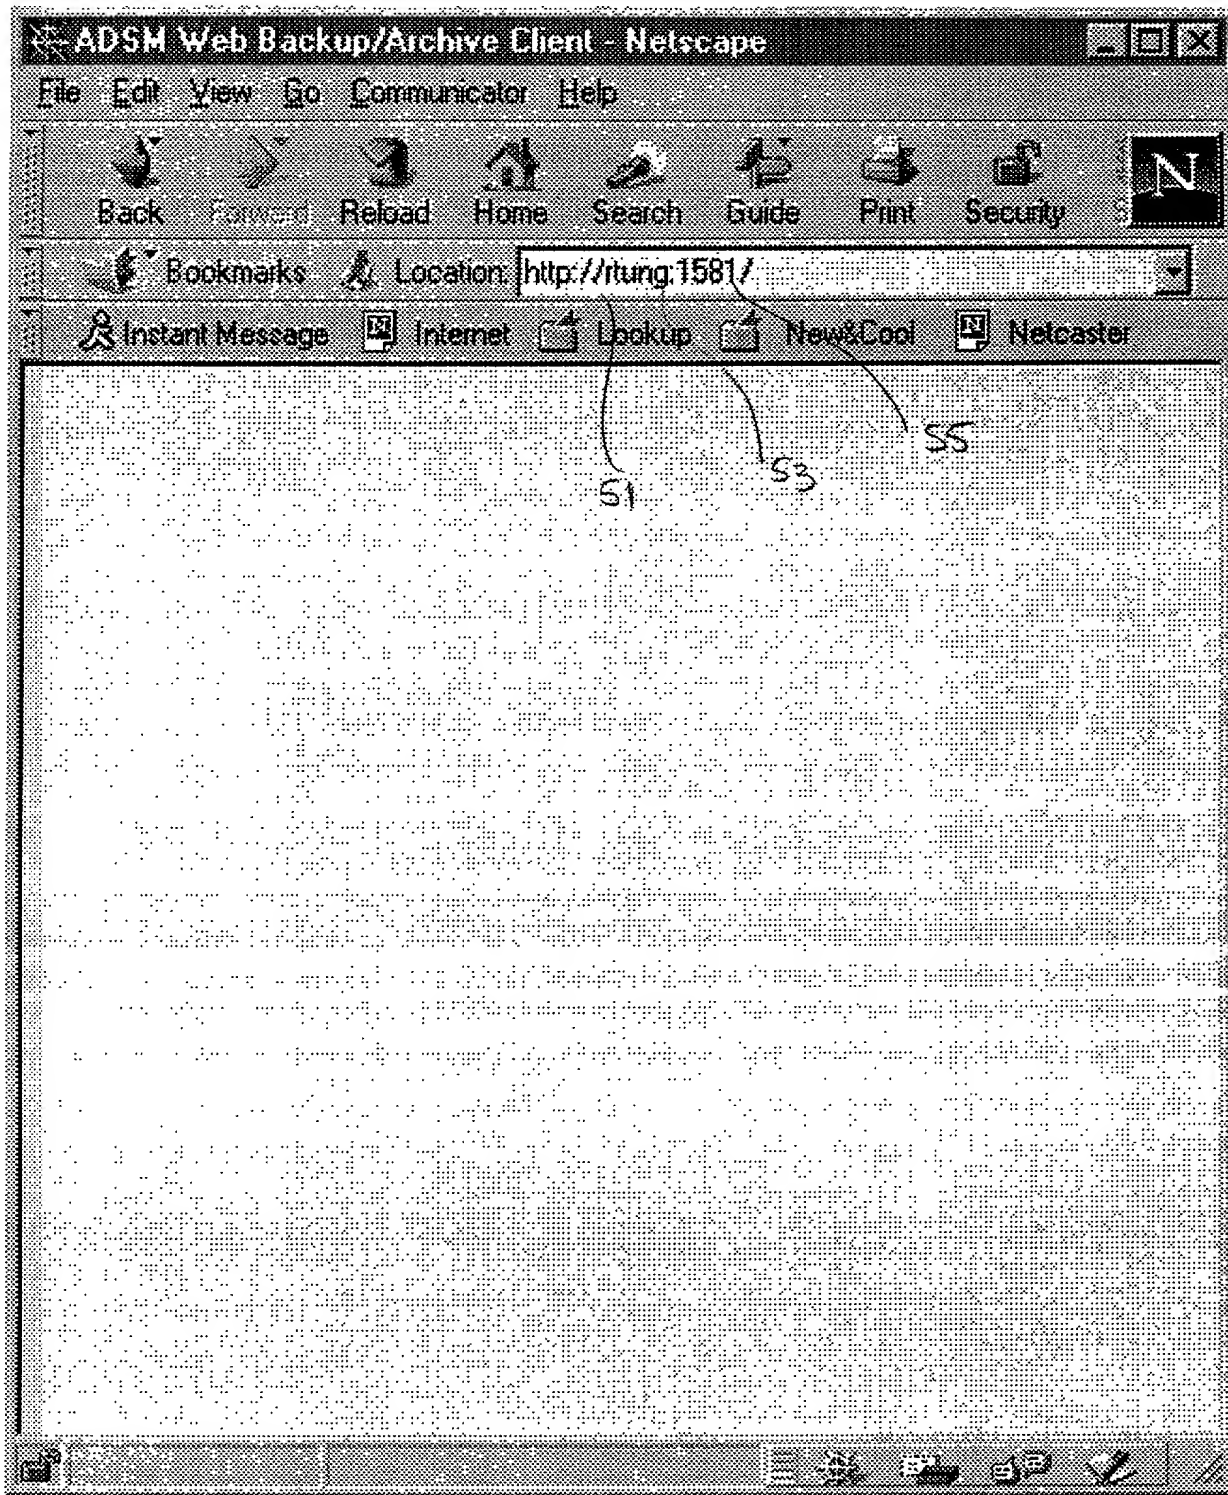 ADSM Web Backup/Archive Client - Netscape
File Edit View Go Communicator Help
Back Forward Reload Home Search Guide Print Security
N
Bookmarks Location: http://rtung:1581/
Instant Message Internet Lookup New&Cool Netcaster
55
53
51